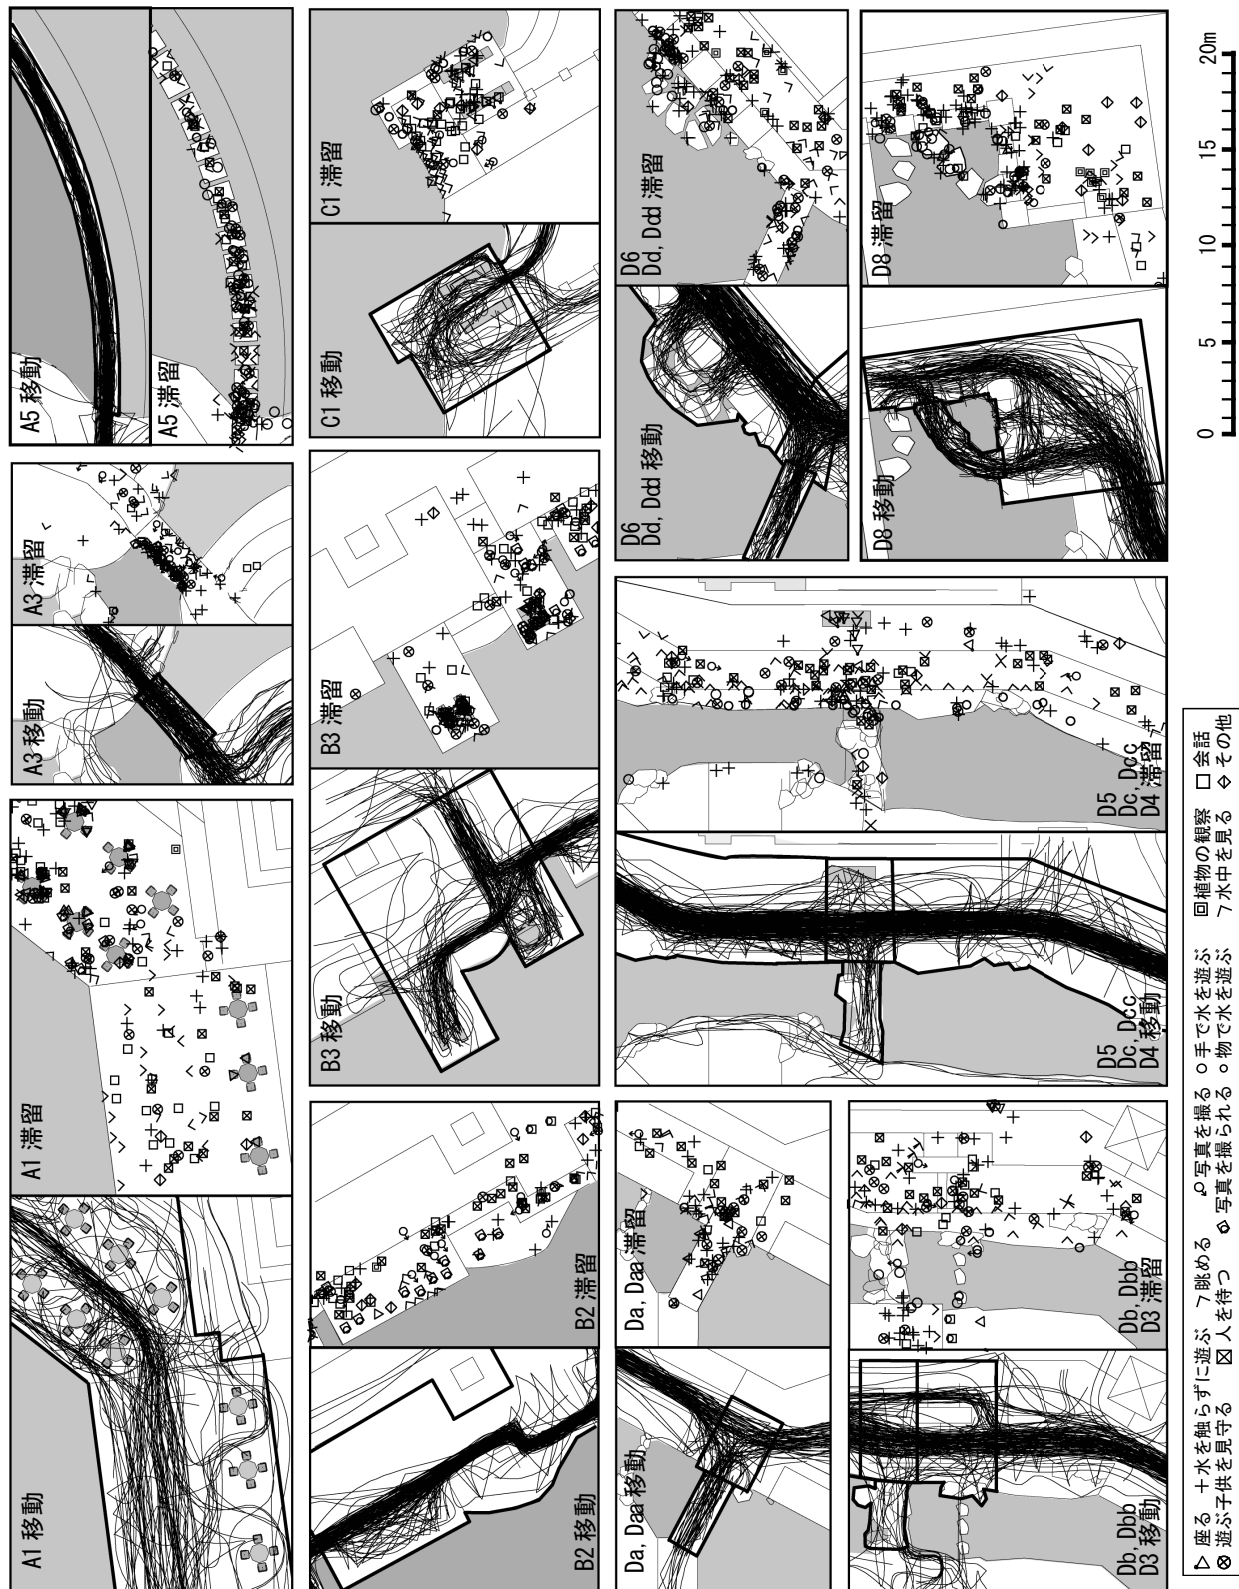 A1 移動
A1 滞留
A3 移動
A3 滞留
A5 移動
A5 滞留
B2 移動
B2 滞留
B3 移動
B3 滞留
C1 移動
C1 滞留
Da, Daa 移動
Da, Daa 滞留
D5
Dc, Dcc
D4 移動
D5
Dc, Dcc
D4 滞留
D6
Dd, Ddd 移動
D6
Dd, Ddd 滞留
Db, Dbb
D3 移動
Db, Dbb
D3 滞留
D8 移動
D8 滞留
座る 水を触らずに遊ぶ 眺める 写真を撮る 手で水を遊ぶ 植物の観察 会話
遊ぶ子供を見守る 人を待つ 写真を撮られる 物で水を遊ぶ 水中を見る その他
0 5 10 15 20m